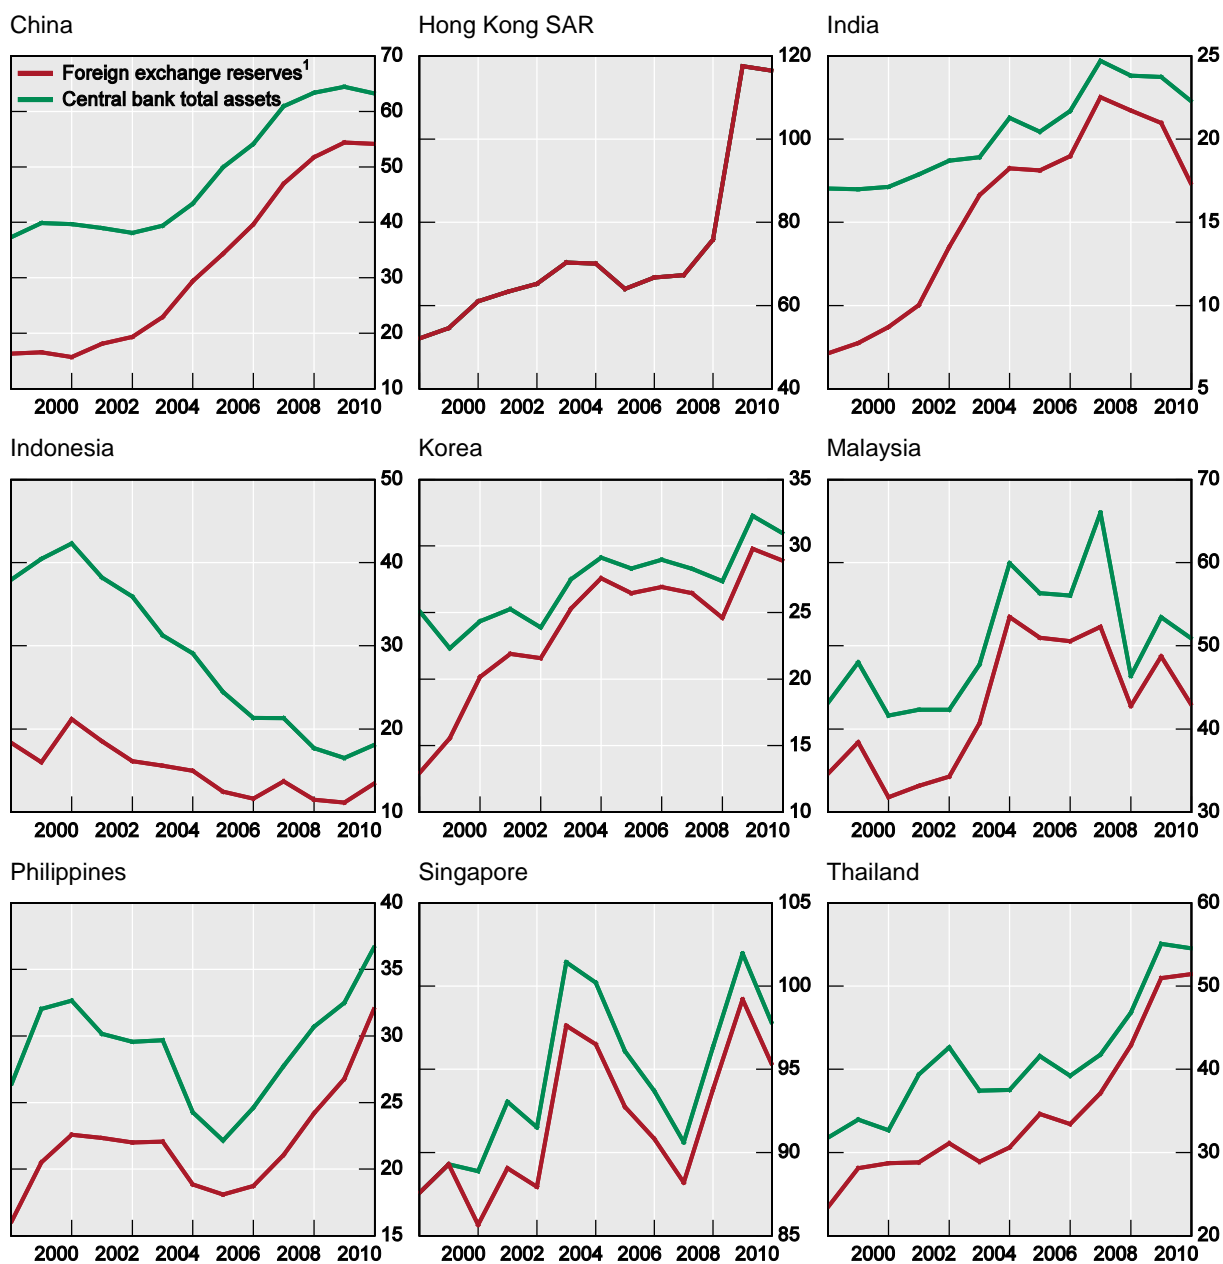 China
Hong Kong SAR
India
Foreign exchange reserves¹
Central bank total assets
70
60
50
40
30
20
10
2000 2002 2004 2006 2008 2010
120
100
80
60
40
2000 2002 2004 2006 2008 2010
25
20
15
10
5
2000 2002 2004 2006 2008 2010
Indonesia
Korea
Malaysia
50
40
30
20
10
2000 2002 2004 2006 2008 2010
35
30
25
20
15
10
2000 2002 2004 2006 2008 2010
70
60
50
40
30
2000 2002 2004 2006 2008 2010
Philippines
Singapore
Thailand
40
35
30
25
20
15
2000 2002 2004 2006 2008 2010
105
100
95
90
85
2000 2002 2004 2006 2008 2010
60
50
40
30
20
2000 2002 2004 2006 2008 2010